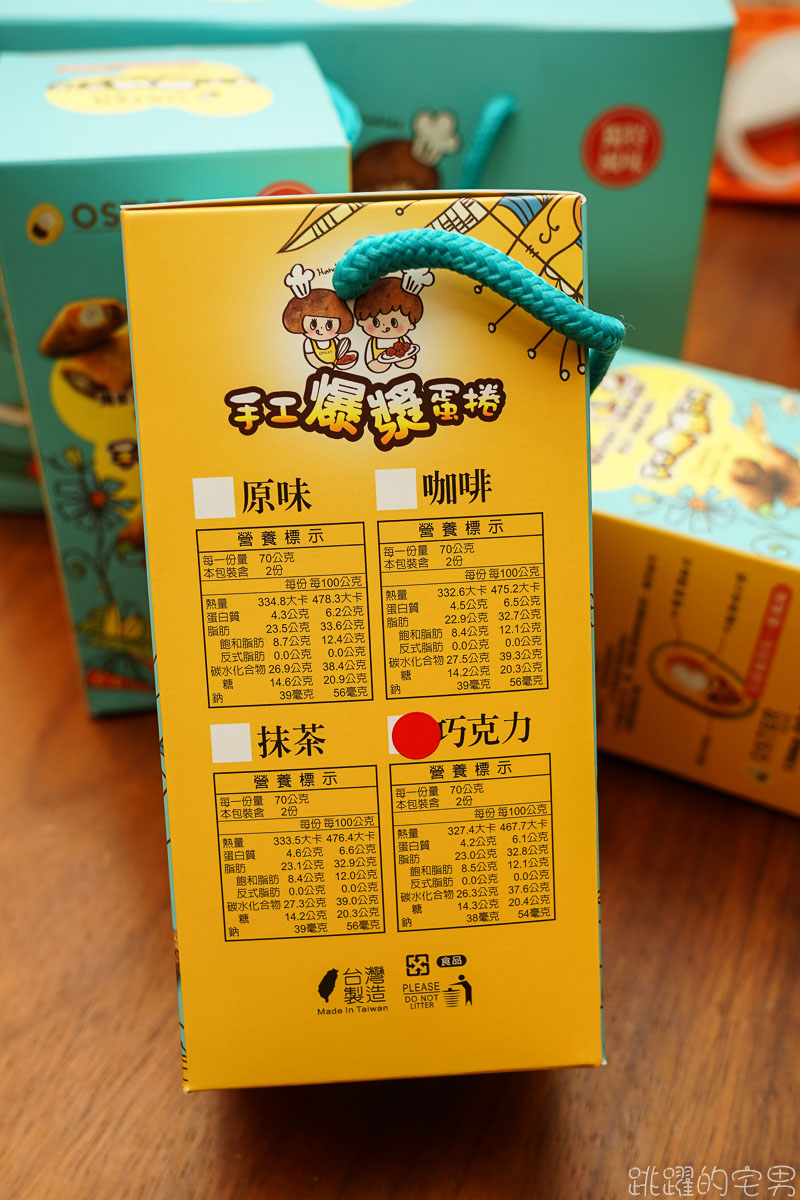 手工爆漿蛋捲
原味
營養標示
每一份量 70公克
本包裝含 2份
每份 每100公克
熱量 334.8大卡 478.3大卡
蛋白質 4.3公克 6.2公克
脂肪 23.5公克 33.6公克
飽和脂肪 8.7公克 12.4公克
反式脂肪 0.0公克 0.0公克
碳水化合物 26.9公克 38.4公克
糖 14.6公克 20.9公克
鈉 39毫克 56毫克
咖啡
營養標示
每一份量 70公克
本包裝含 2份
每份 每100公克
熱量 332.6大卡 475.2大卡
蛋白質 4.5公克 6.5公克
脂肪 22.9公克 32.7公克
飽和脂肪 8.4公克 12.1公克
反式脂肪 0.0公克 0.0公克
碳水化合物 27.5公克 39.3公克
糖 14.2公克 20.3公克
鈉 39毫克 56毫克
抹茶
營養標示
每一份量 70公克
本包裝含 2份
每份 每100公克
熱量 333.5大卡 476.4大卡
蛋白質 4.6公克 6.6公克
脂肪 23.1公克 32.9公克
飽和脂肪 8.4公克 12.0公克
反式脂肪 0.0公克 0.0公克
碳水化合物 27.3公克 39.0公克
糖 14.2公克 20.3公克
鈉 39毫克 56毫克
巧克力
營養標示
每一份量 70公克
本包裝含 2份
每份 每100公克
熱量 327.4大卡 467.7大卡
蛋白質 4.2公克 6.1公克
脂肪 23.0公克 32.8公克
飽和脂肪 8.5公克 12.1公克
反式脂肪 0.0公克 0.0公克
碳水化合物 26.3公克 37.6公克
糖 14.3公克 20.4公克
鈉 38毫克 54毫克
台灣
製造
Made In Taiwan
食品
PLEASE
DO NOT
LITTER
跳躍的宅男